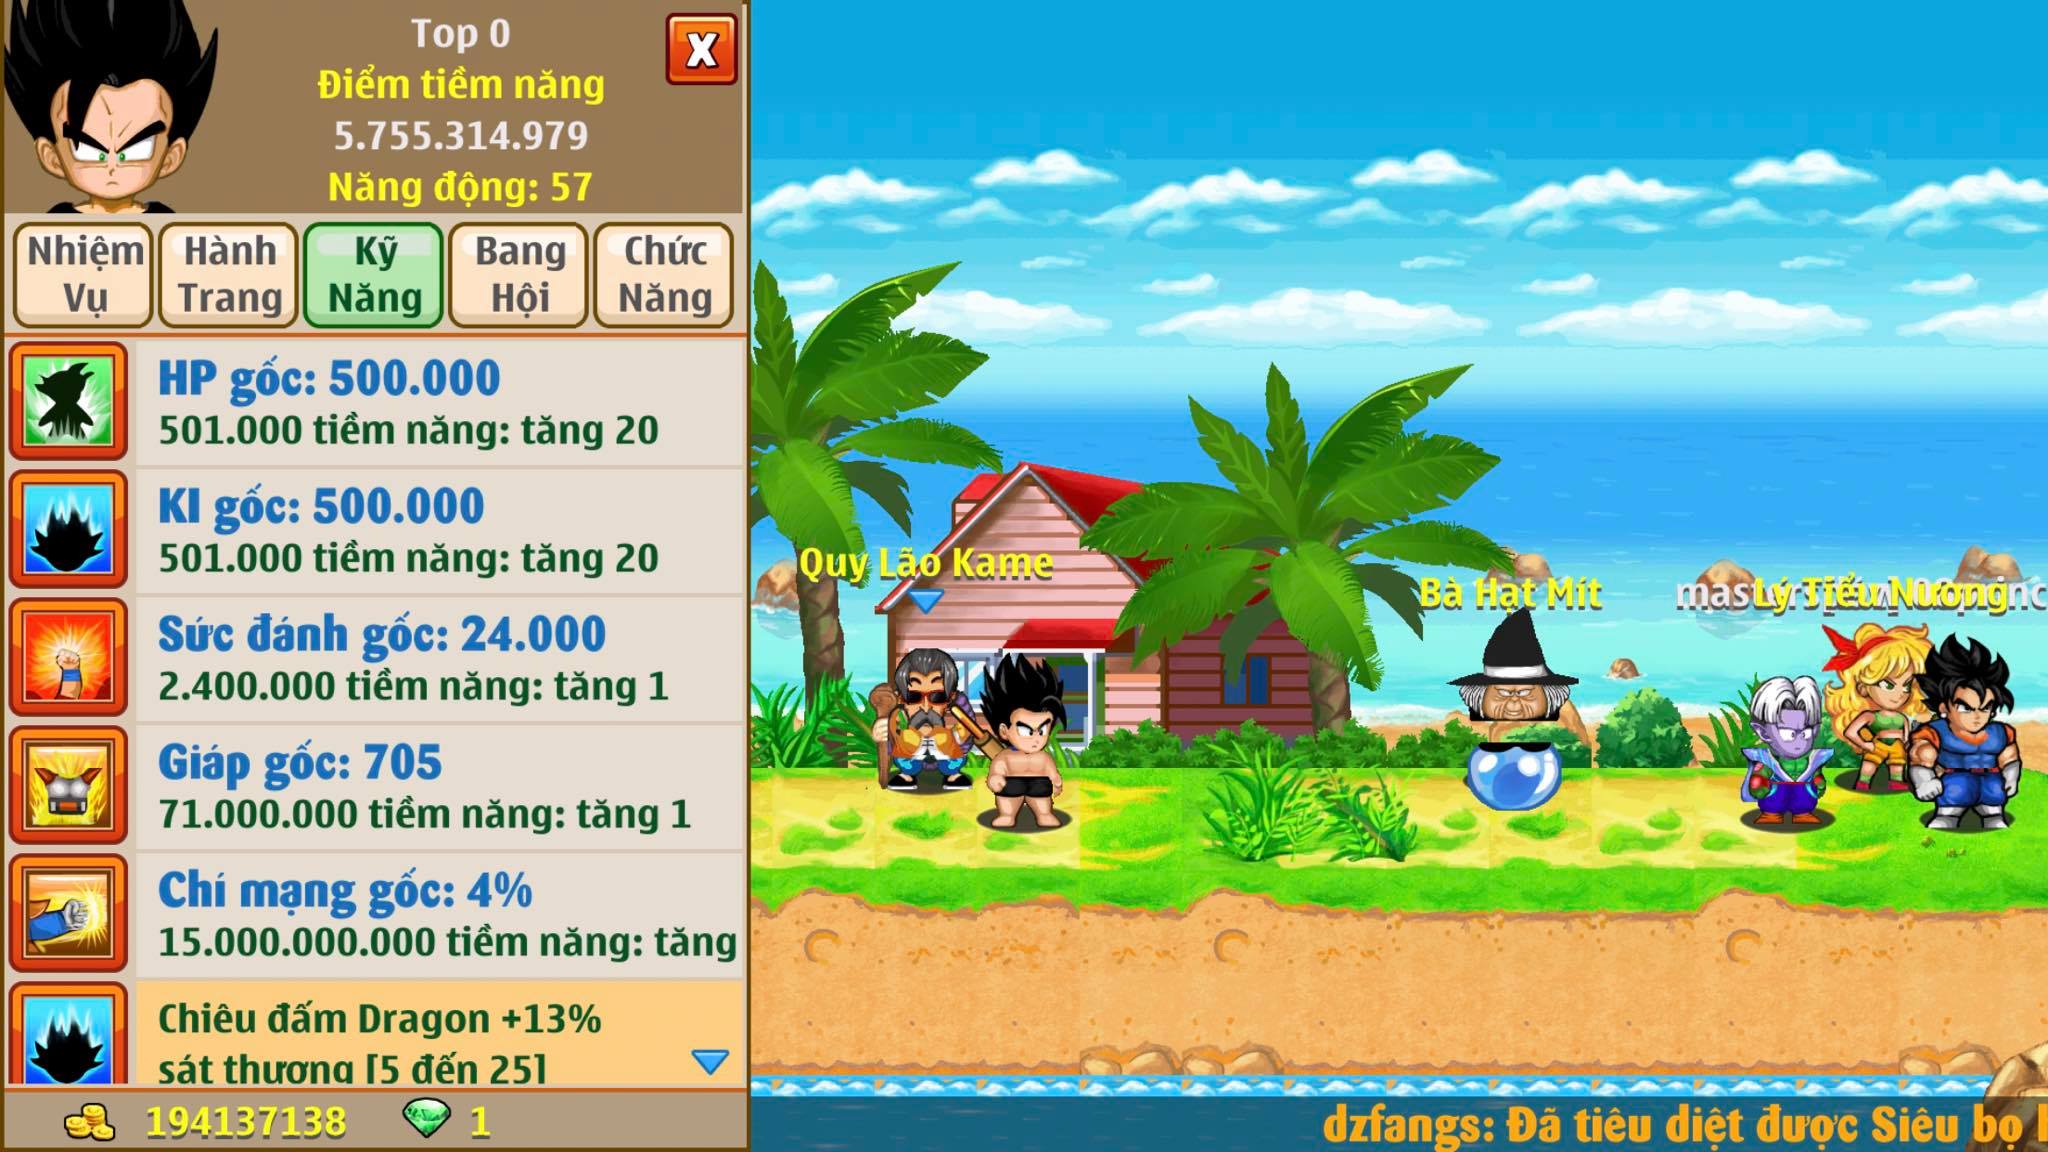 Top 0
Điểm tiềm năng
5.755.314.979
Năng động: 57
Nhiệm Vụ
Hành Trang
Kỹ Năng
Bang Hội
Chức Năng
HP gốc: 500.000
501.000 tiềm năng: tăng 20
KI gốc: 500.000
501.000 tiềm năng: tăng 20
Sức đánh gốc: 24.000
2.400.000 tiềm năng: tăng 1
Giáp gốc: 705
71.000.000 tiềm năng: tăng 1
Chí mạng gốc: 4%
15.000.000.000 tiềm năng: tăng
Chiêu đấm Dragon +13%
sát thương [5 đến 25]
194137138
1
Quy Lão Kame
Bà Hạt Mít
Lý Tiểu Nương
dzfangs: Đã tiêu diệt được Siêu bọ